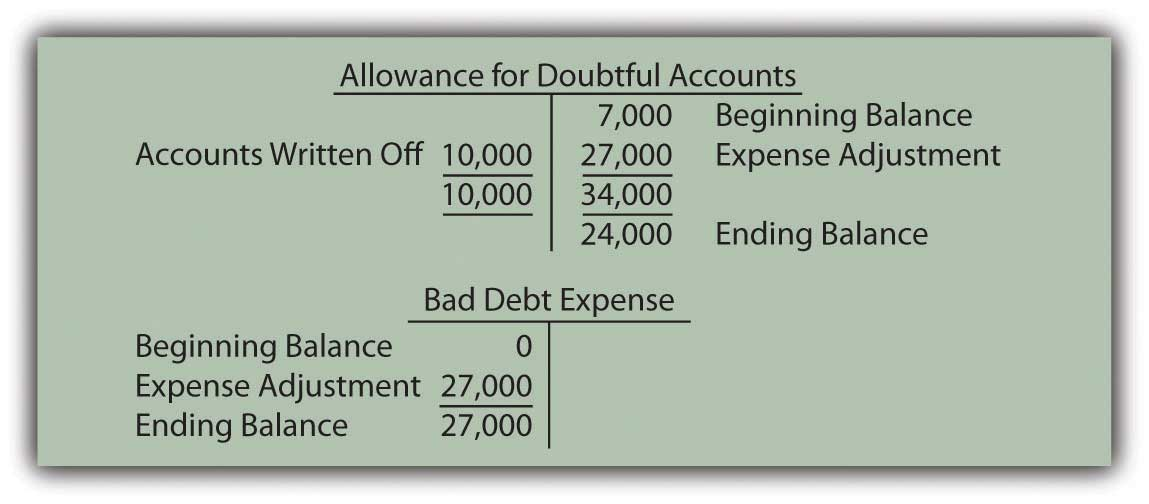 Allowance for Doubtful Accounts
7,000 Beginning Balance
Accounts Written Off 10,000 27,000 Expense Adjustment
10,000 34,000
24,000 Ending Balance
Bad Debt Expense
Beginning Balance 0
Expense Adjustment 27,000
Ending Balance 27,000